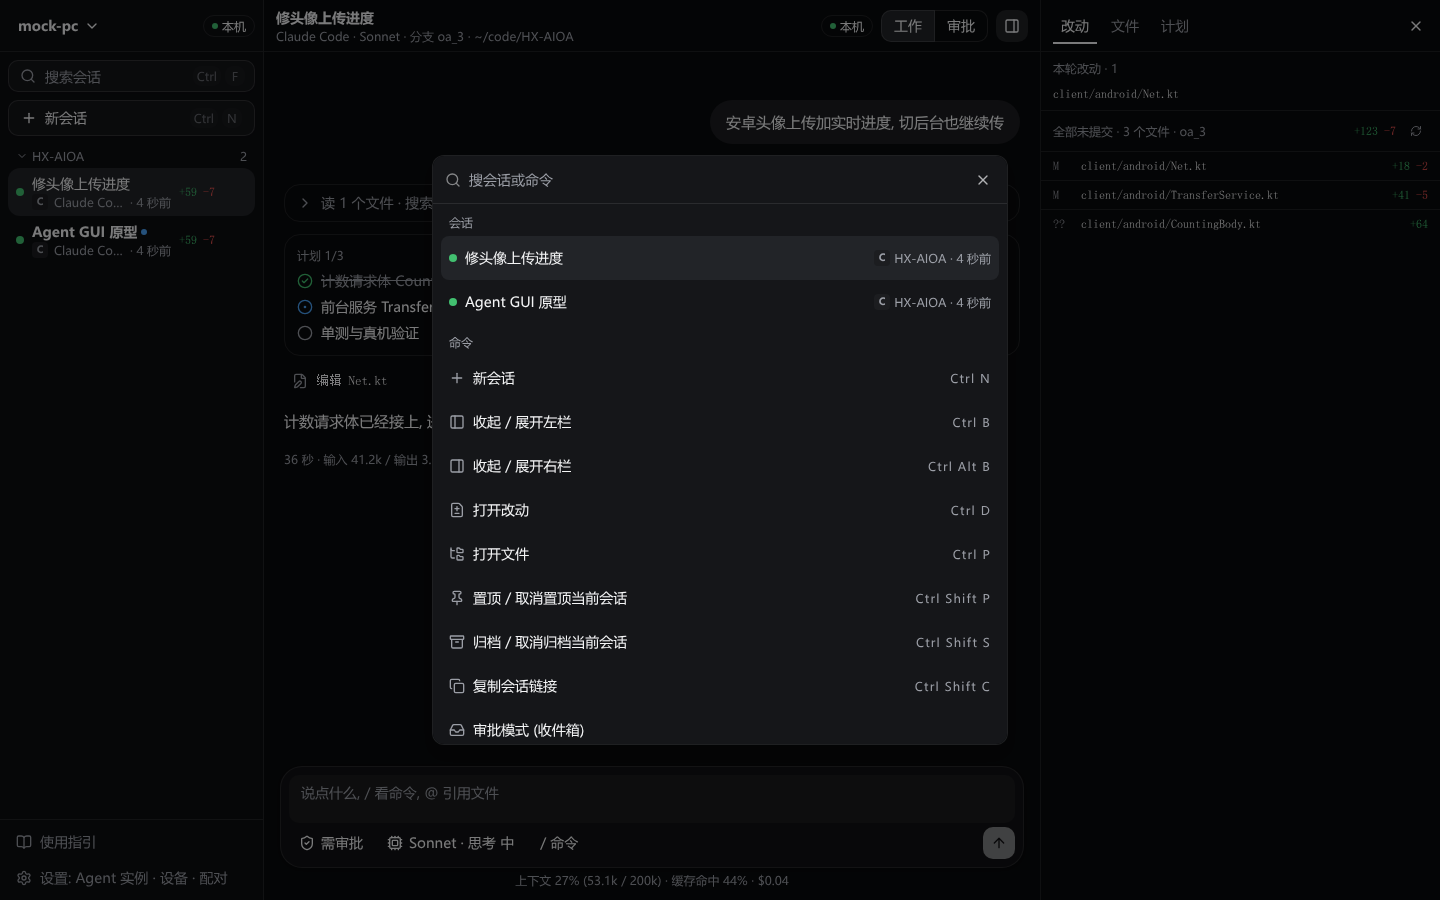 mock-pc
本机
搜索会话 Ctrl F
新会话 Ctrl N
HX-AIOA 2
修头像上传进度 +59 -7
C Claude Co... · 4 秒前
Agent GUI 原型 +59 -7
C Claude Co... · 4 秒前
使用指引
设置: Agent 实例 · 设备 · 配对
修头像上传进度
Claude Code · Sonnet · 分支 oa_3 · ~/code/HX-AIOA
本机 工作 审批
安卓头像上传加实时进度, 切后台也继续传
读 1 个文件 · 搜索
计划 1/3
计数请求体 Coun
前台服务 Transfer
单测与真机验证
编辑 Net.kt
计数请求体已经接上,
36 秒 · 输入 41.2k / 输出 3.
搜会话或命令
会话
修头像上传进度 C HX-AIOA · 4 秒前
Agent GUI 原型 C HX-AIOA · 4 秒前
命令
新会话 Ctrl N
收起 / 展开左栏 Ctrl B
收起 / 展开右栏 Ctrl Alt B
打开改动 Ctrl D
打开文件 Ctrl P
置顶 / 取消置顶当前会话 Ctrl Shift P
归档 / 取消归档当前会话 Ctrl Shift S
复制会话链接 Ctrl Shift C
审批模式 (收件箱)
说点什么, / 看命令, @ 引用文件
需审批 Sonnet · 思考 中 / 命令
上下文 27% (53.1k / 200k) · 缓存命中 44% · $0.04
改动 文件 计划
本轮改动 · 1
client/android/Net.kt
全部未提交 · 3 个文件 · oa_3 +123 -7
M client/android/Net.kt +18 -2
M client/android/TransferService.kt +41 -5
?? client/android/CountingBody.kt +64